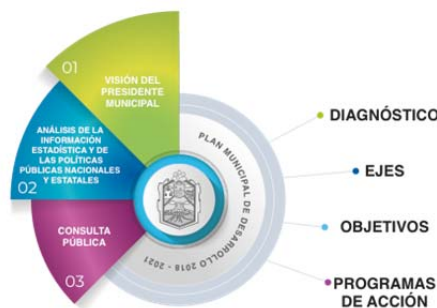 01
VISIÓN DEL
PRESIDENTE
MUNICIPAL
ANÁLISIS DE LA
INFORMACIÓN
ESTADÍSTICA Y DE
LAS POLÍTICAS
PÚBLICAS NACIONALES
Y ESTATALES
02
CONSULTA
PÚBLICA
03
PLAN MUNICIPAL DE DESARROLLO 2018 - 2021
DIAGNÓSTICO
EJES
OBJETIVOS
PROGRAMAS
DE ACCIÓN